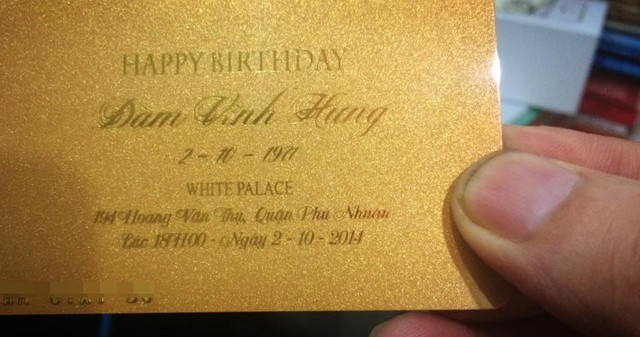 HAPPY BIRTHDAY
Đàm Vĩnh Hưng
2 - 10 - 1971
WHITE PALACE
194 Hoàng Văn Thụ, Quận Phú Nhuận
Lúc 18H00 - Ngày 2 - 10 - 2014